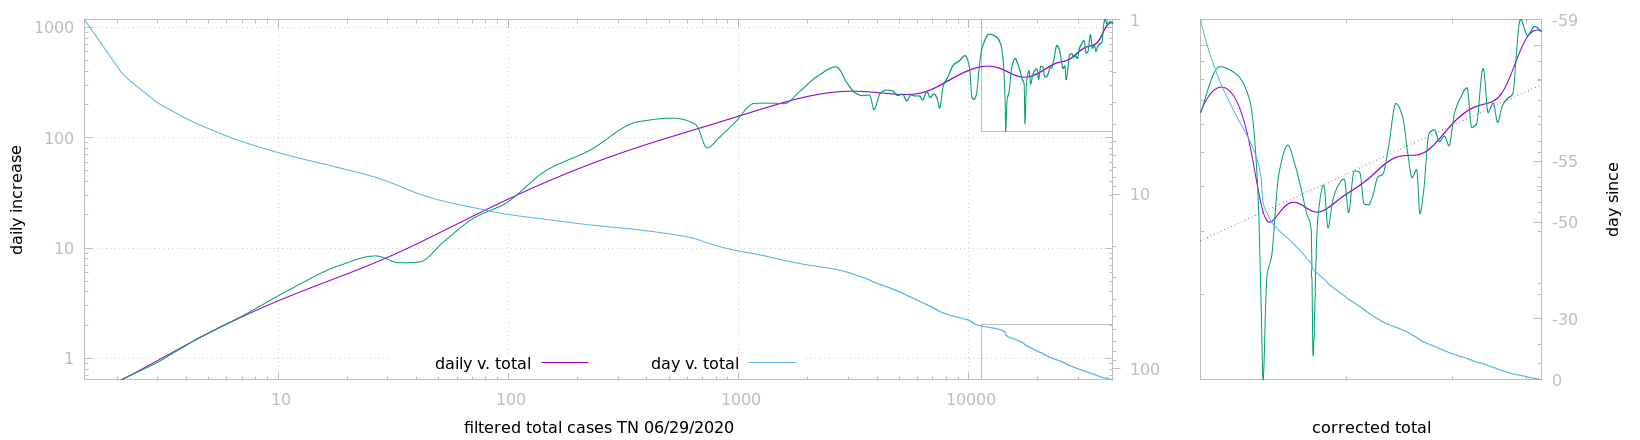 1000
100
10
1
daily increase
10
100
1000
10000
filtered total cases TN 06/29/2020
daily v. total
day v. total
1
10
100
-59
-55
-50
-30
0
day since
corrected total